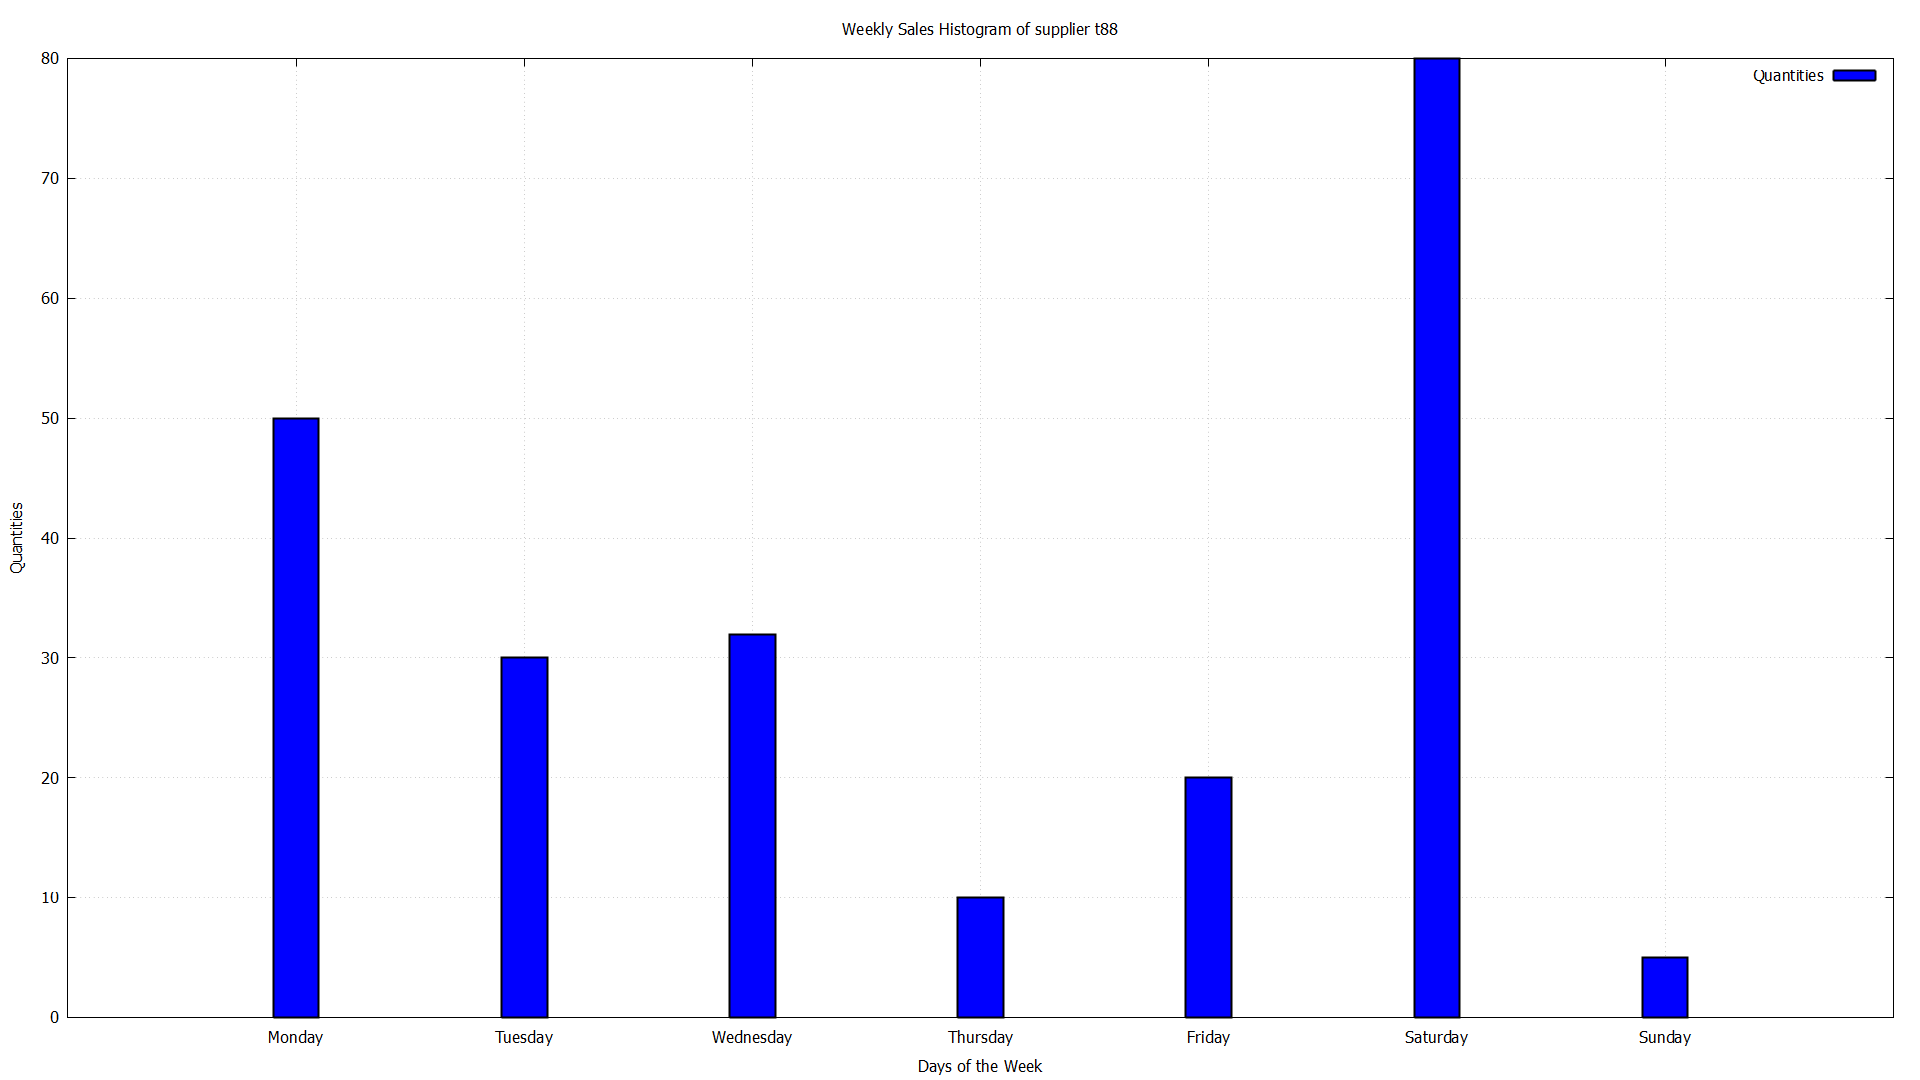 Weekly Sales Histogram of supplier t88
Quantities
80
70
60
50
40
30
20
10
0
Quantities
Monday Tuesday Wednesday Thursday Friday Saturday Sunday
Days of the Week